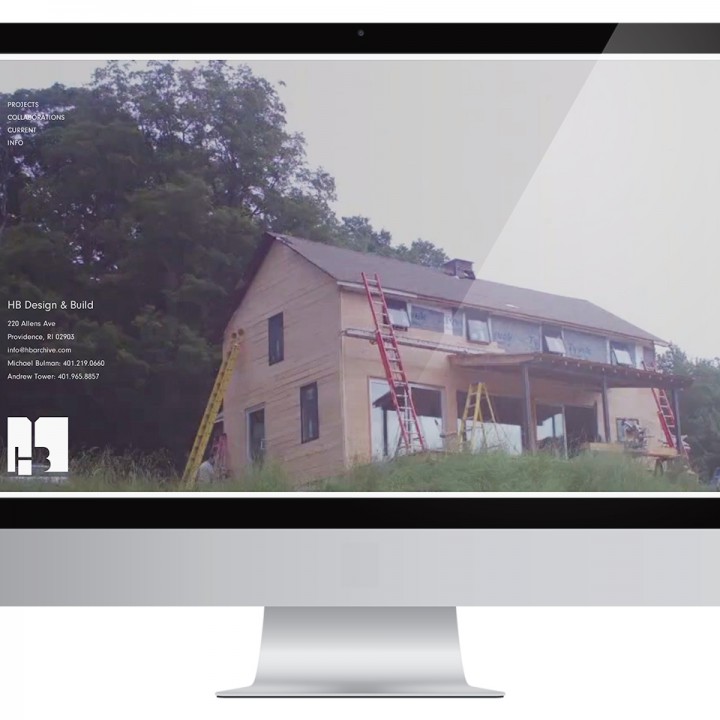 PROJECTS
COLLABORATIONS
CURRENT
INFO
HB Design & Build
220 Allens Ave
Providence, RI 02903
info@hbarchive.com
Michael Bulman: 401.219.0660
Andrew Tower: 401.965.8857
HB